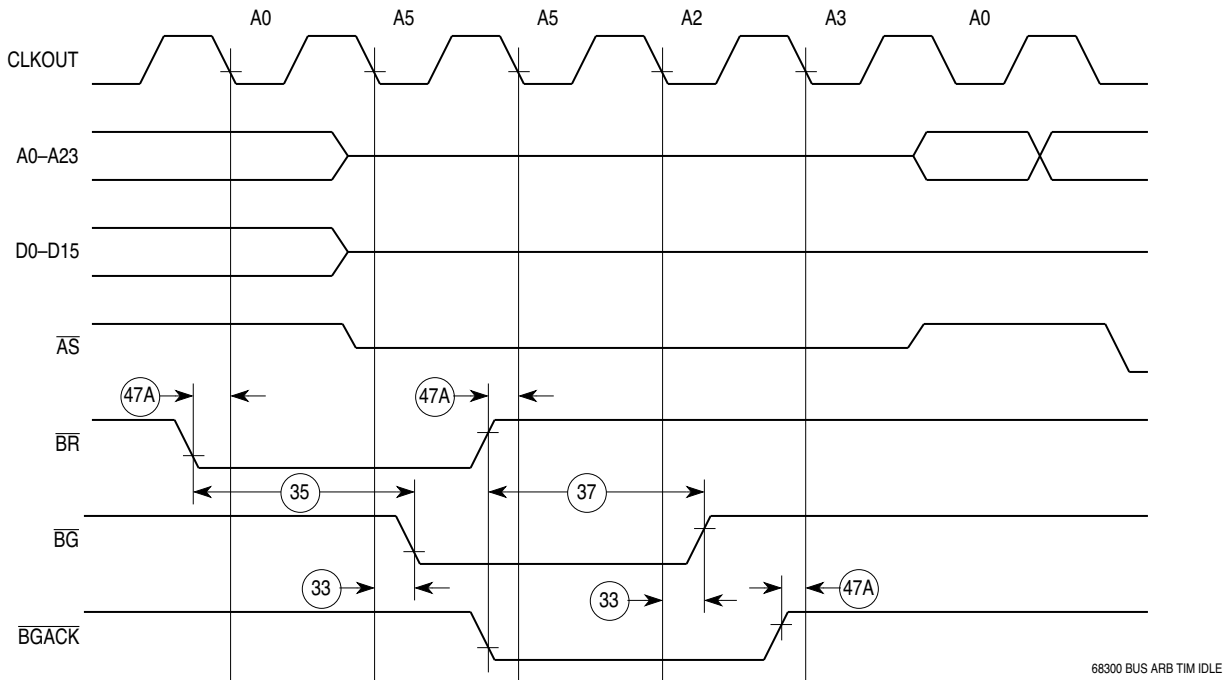 A0 A5 A5 A2 A3 A0
CLKOUT
A0–A23
D0–D15
AS
47A 47A
BR
35 37
BG
33 33 47A
BGACK
68300 BUS ARB TIM IDLE